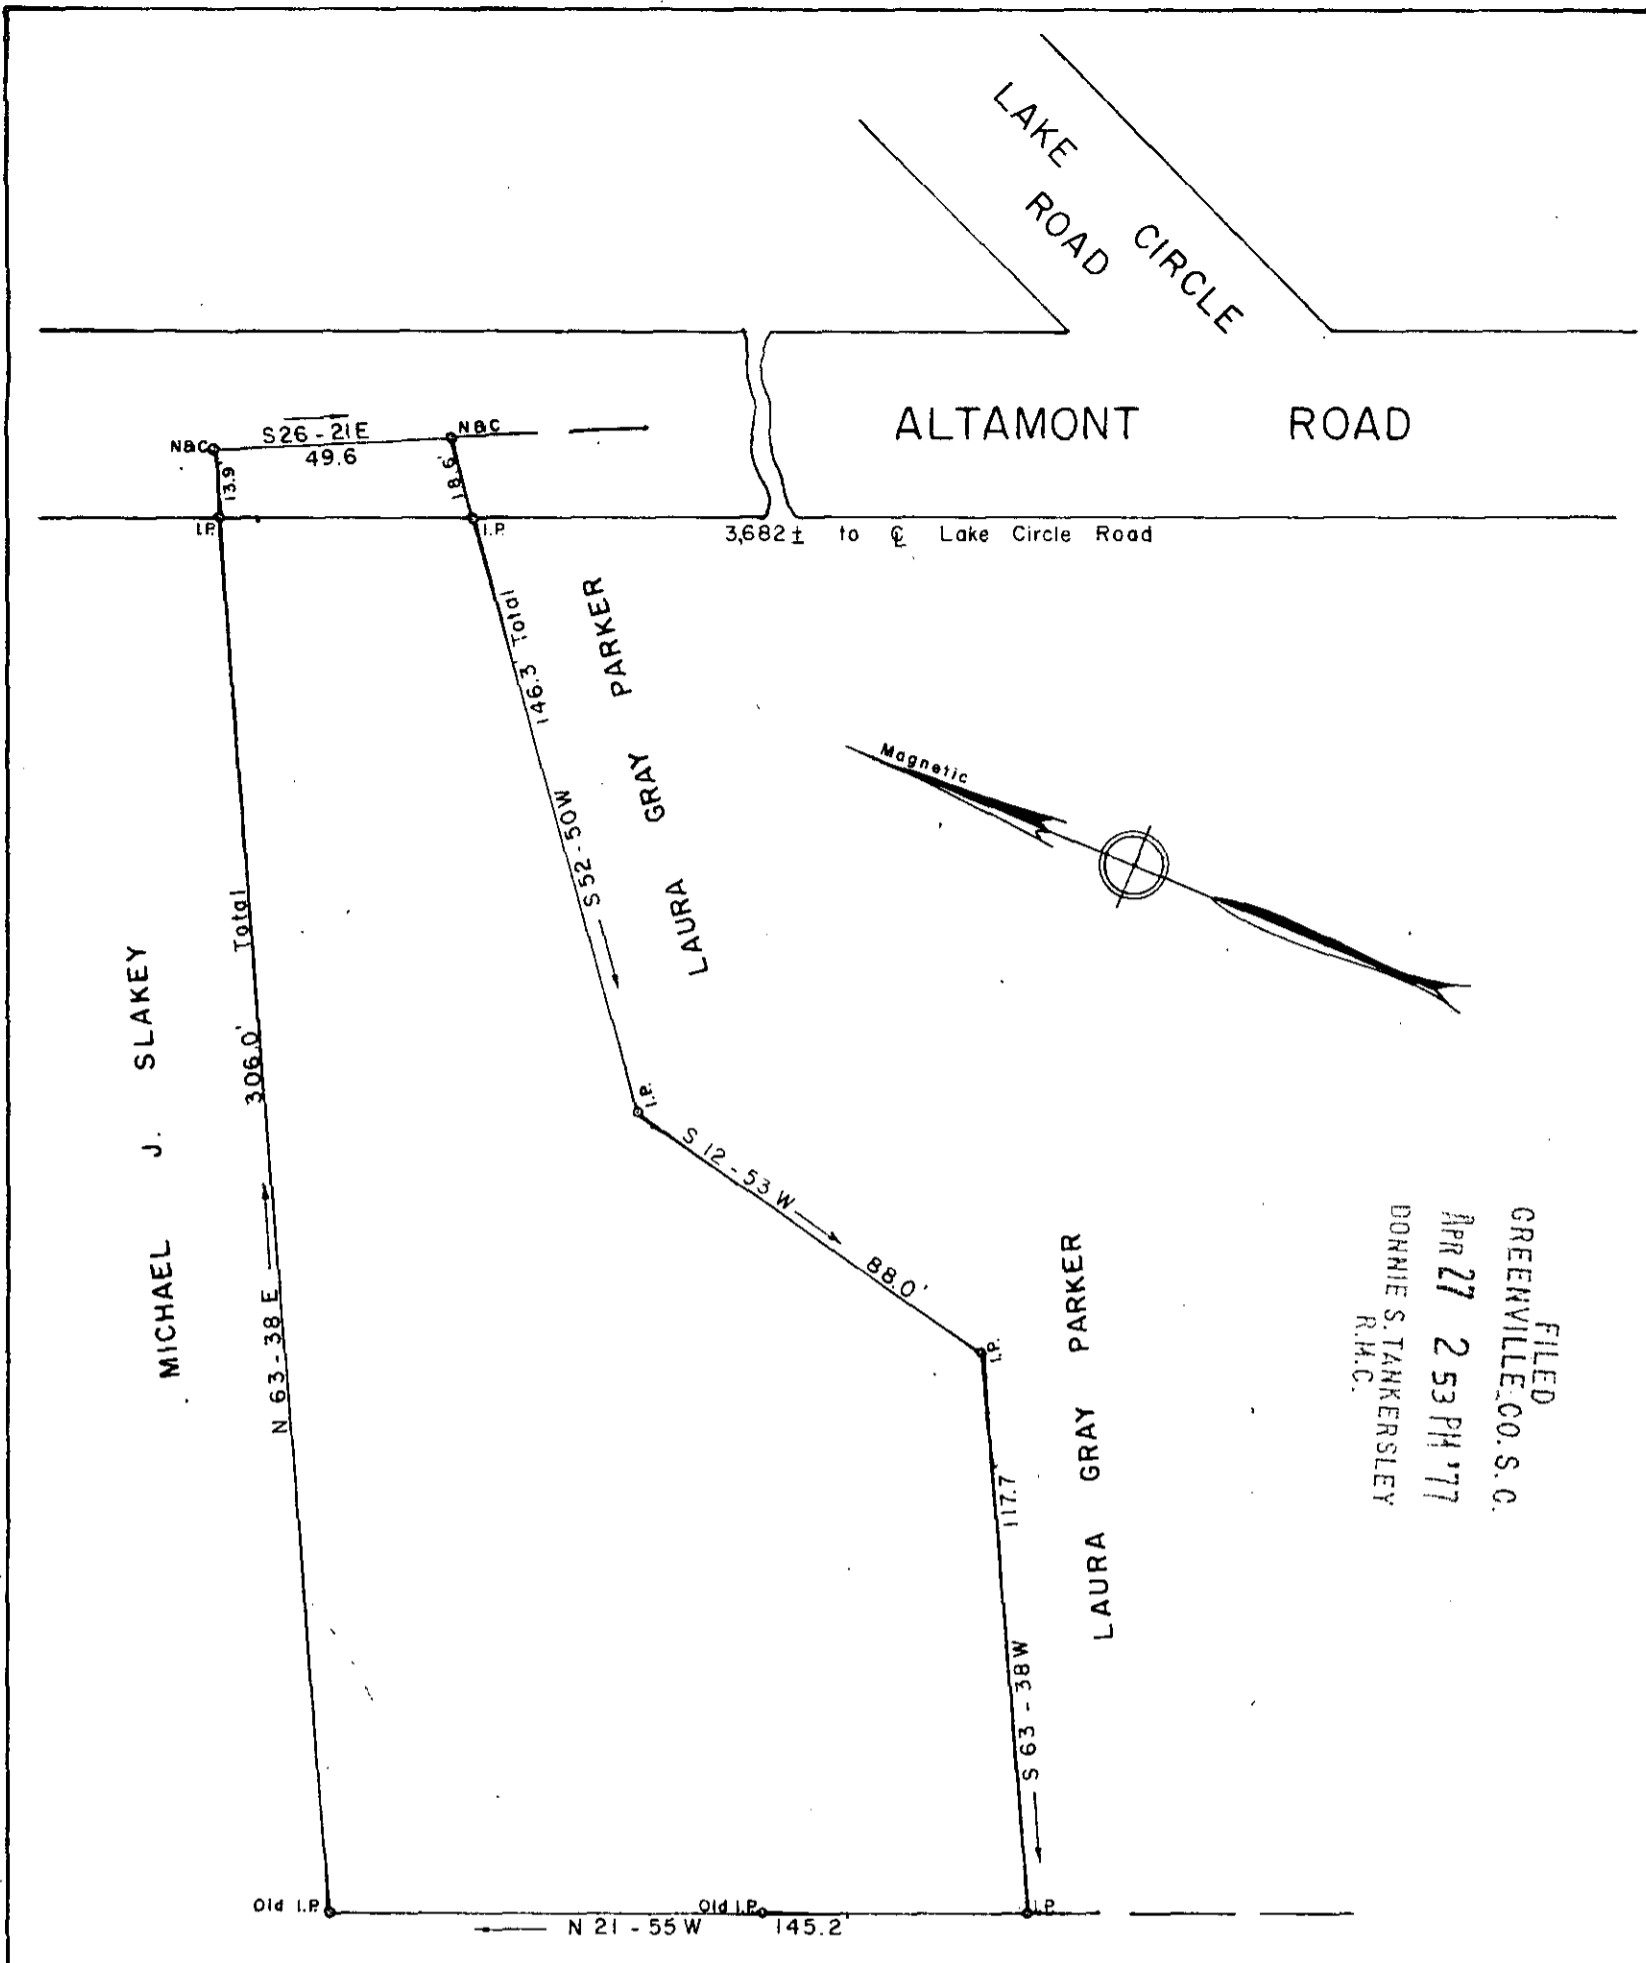 LAKE CIRCLE
ROAD
ALTAMONT ROAD
N&C
S26-21E
N&C
49.6
13.9'
18.6'
I.P.
I.P.
3,682± to ℄ Lake Circle Road
146.3' Total
S52-50W
LAURA GRAY PARKER
Magnetic
MICHAEL J. SLAKEY
N 63-38 E
306.0' Total
I.P.
S 12-53 W
88.0'
I.P.
117.7'
S 63-38W
LAURA GRAY PARKER
FILED
GREENVILLE CO. S. C.
APR 27 2 53 PM '77
DONNIE S. TANKERSLEY
R.M.C.
Old I.P.
Old I.P.
I.P.
N 21-55 W 145.2'